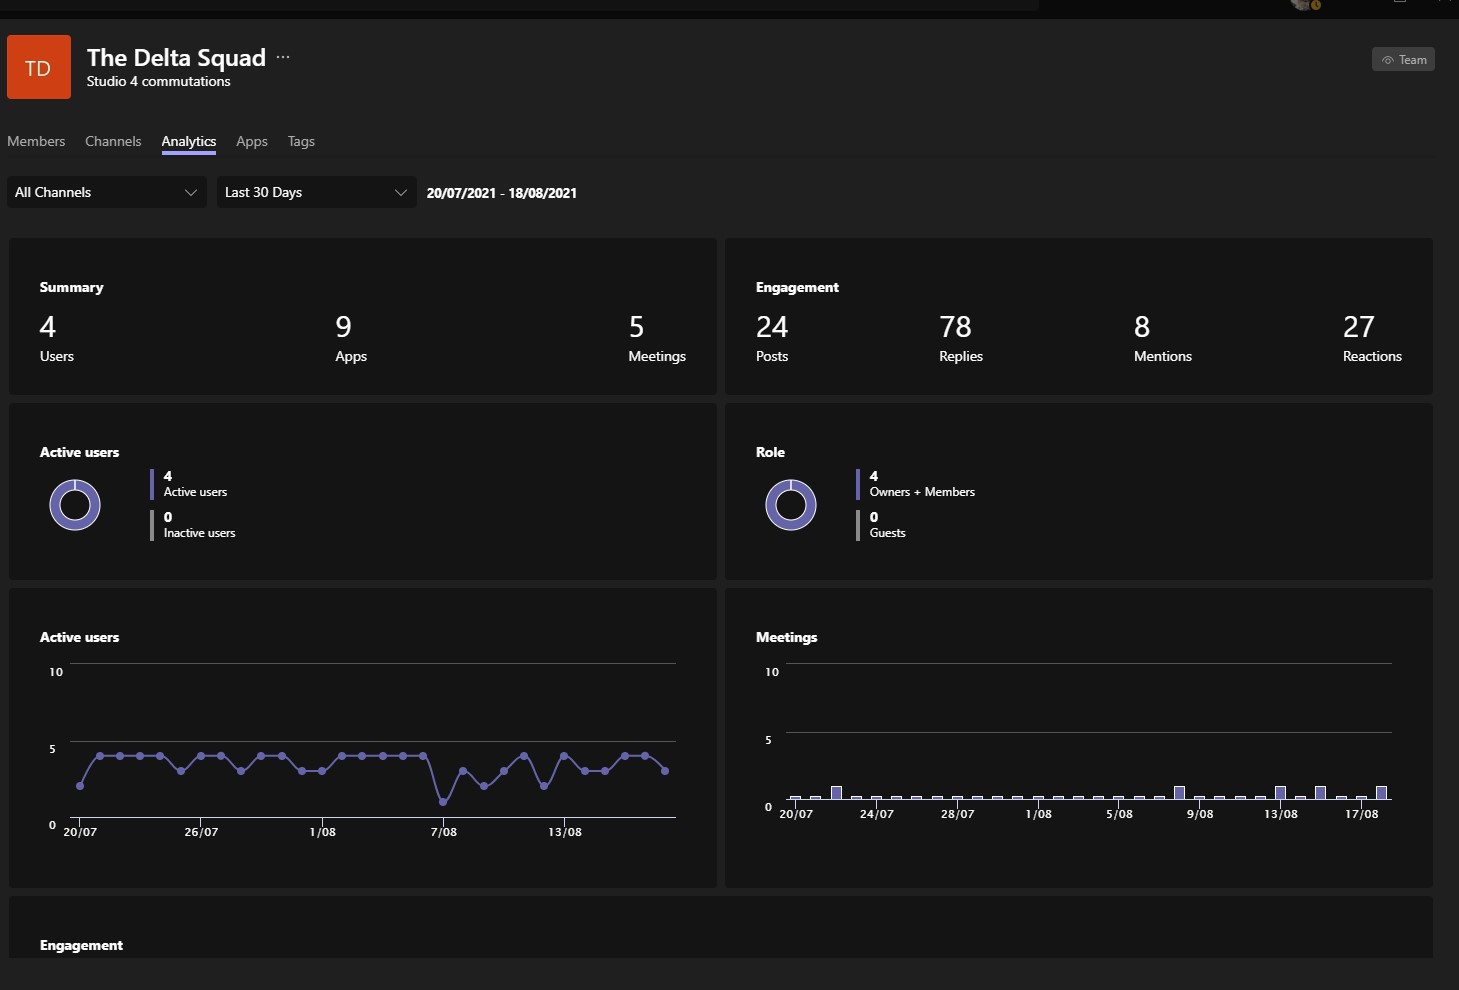 TD
The Delta Squad ...
Studio 4 commutations
Team
Members Channels Analytics Apps Tags
All Channels Last 30 Days 20/07/2021 - 18/08/2021
Summary
4 9 5
Users Apps Meetings
Engagement
24 78 8 27
Posts Replies Mentions Reactions
Active users
4
Active users
0
Inactive users
Role
4
Owners + Members
0
Guests
Active users
10
5
0
20/07 26/07 1/08 7/08 13/08
Meetings
10
5
0
20/07 24/07 28/07 1/08 5/08 9/08 13/08 17/08
Engagement